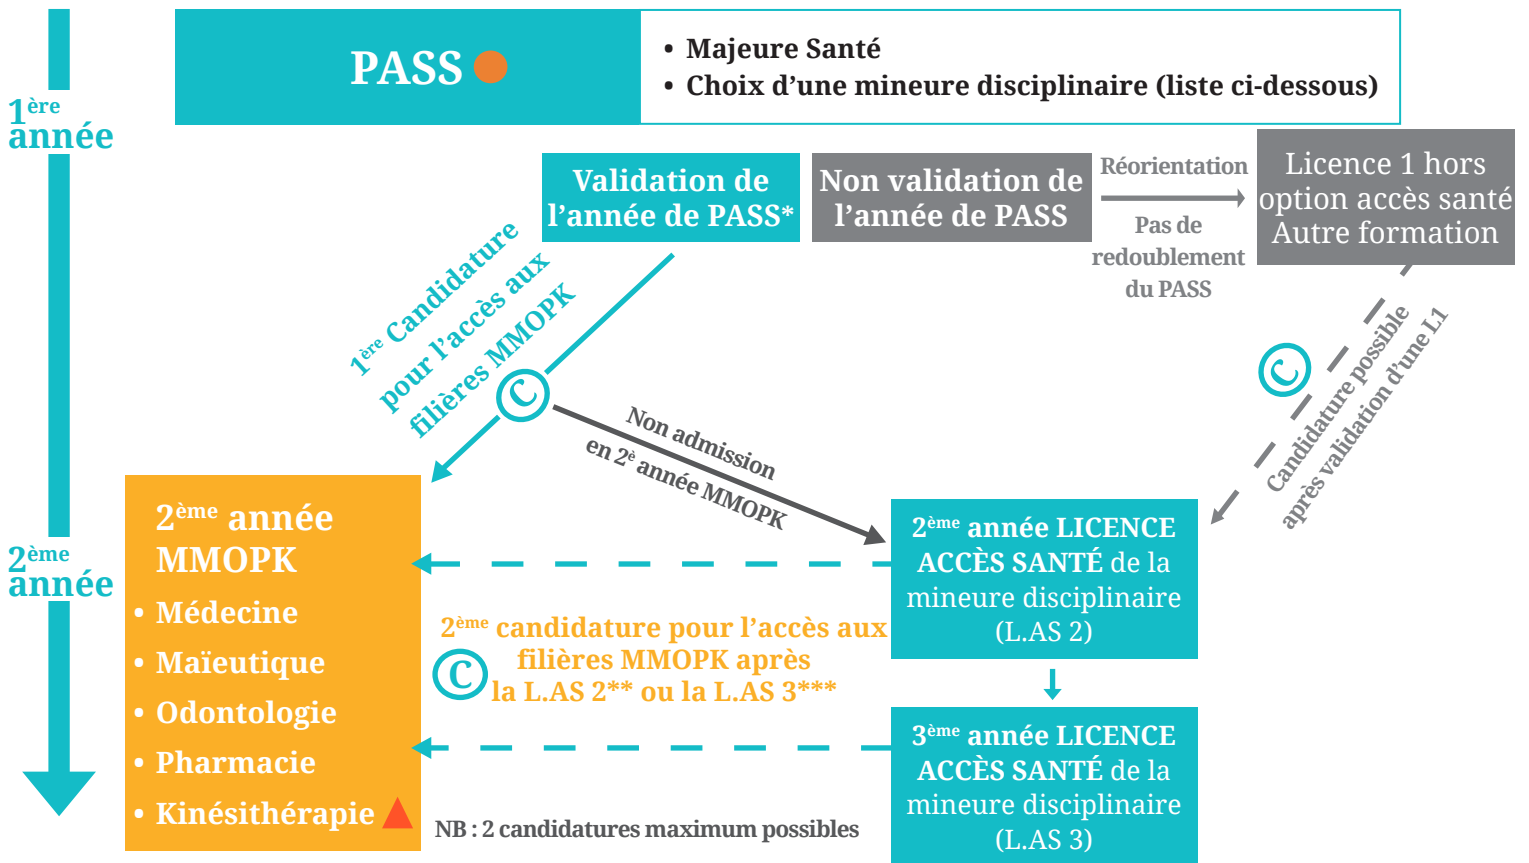 PASS
• Majeure Santé
• Choix d’une mineure disciplinaire (liste ci-dessous)
1ère
année
Validation de
l’année de PASS*
Non validation de
l’année de PASS
Réorientation
Pas de
redoublement
du PASS
Licence 1 hors
option accès santé
Autre formation
1ère Candidature
pour l’accès aux
filières MMOPK
C
Non admission
en 2è année MMOPK
C
Candidature possible
après validation d’une L1
2ème
année
2ème année
MMOPK
• Médecine
• Maïeutique
• Odontologie
• Pharmacie
• Kinésithérapie
2ème candidature pour l’accès aux
filières MMOPK après
la L.AS 2** ou la L.AS 3***
C
NB : 2 candidatures maximum possibles
2ème année LICENCE
ACCÈS SANTÉ de la
mineure disciplinaire
(L.AS 2)
3ème année LICENCE
ACCÈS SANTÉ de la
mineure disciplinaire
(L.AS 3)